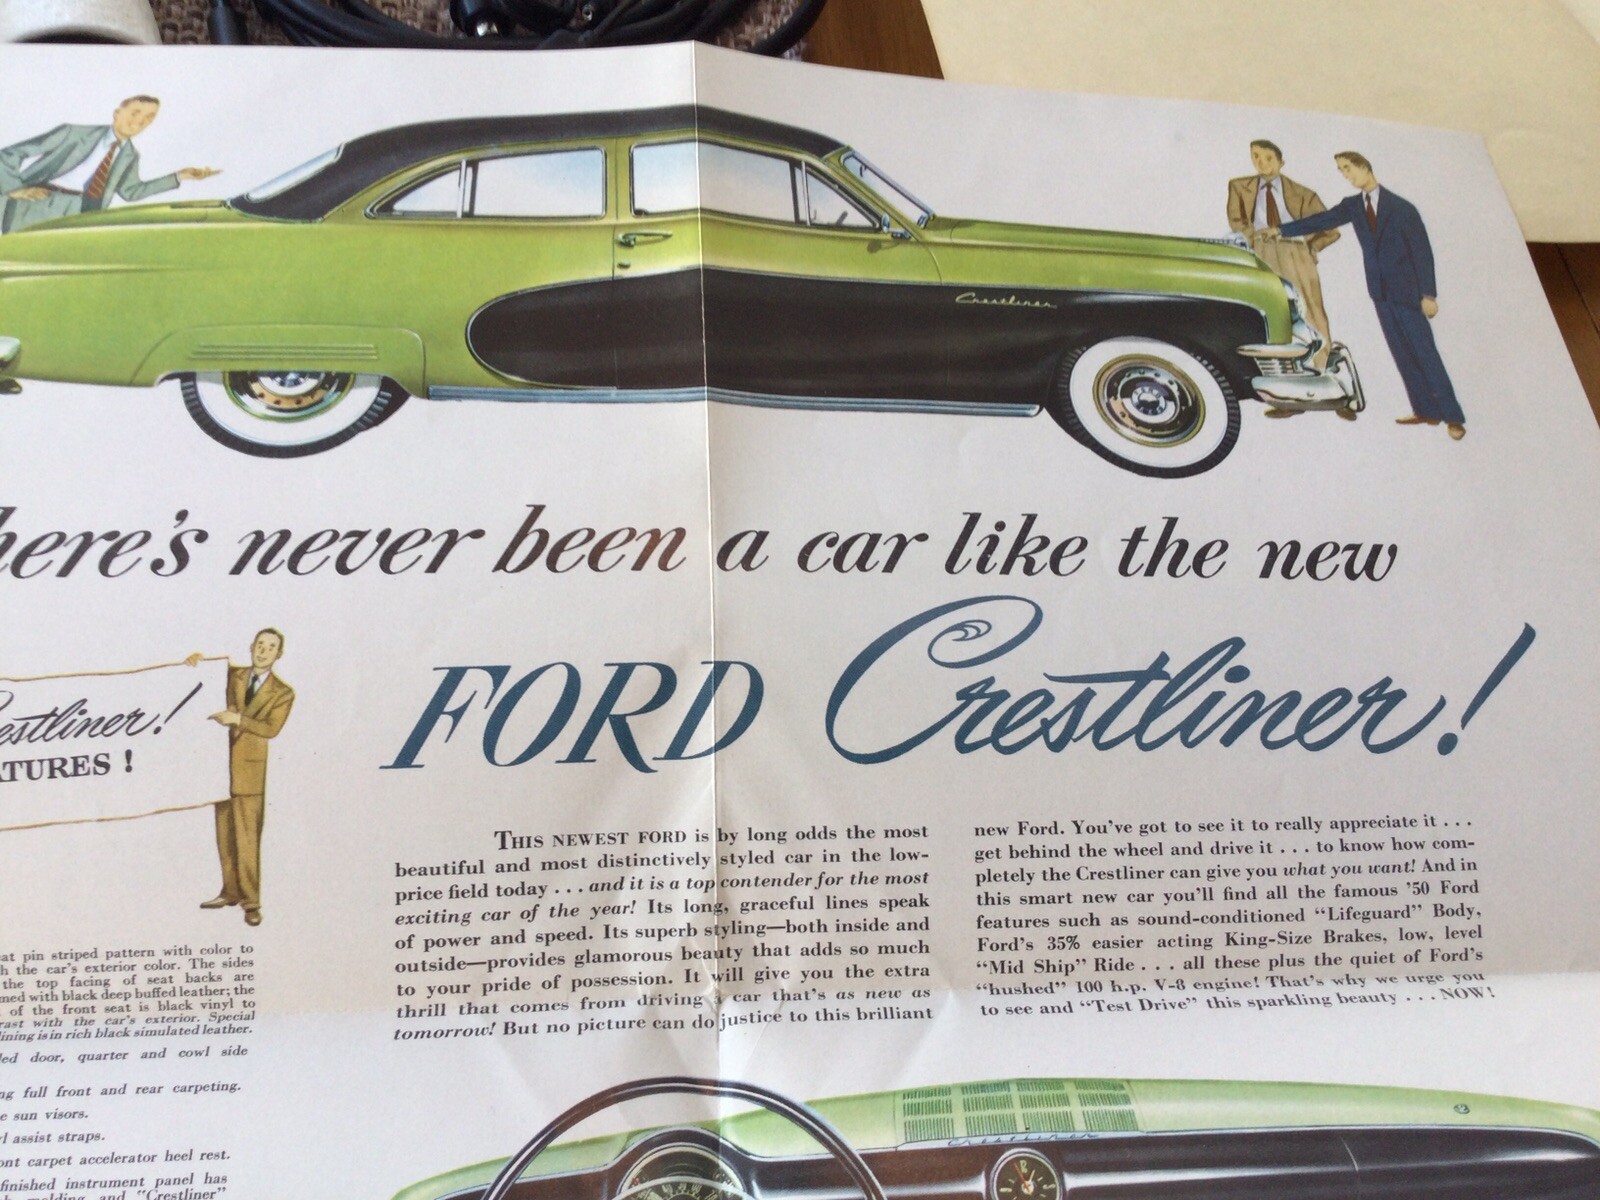 Crestliner
here's never been a car like the new
FORD Crestliner!
estliner!
ATURES!
THIS NEWEST FORD is by long odds the most
beautiful and most distinctively styled car in the low-
price field today . . . and it is a top contender for the most
exciting car of the year! Its long, graceful lines speak
of power and speed. Its superb styling—both inside and
outside—provides glamorous beauty that adds so much
to your pride of possession. It will give you the extra
thrill that comes from driving a car that's as new as
tomorrow! But no picture can do justice to this brilliant
new Ford. You've got to see it to really appreciate it . . .
get behind the wheel and drive it . . . to know how com-
pletely the Crestliner can give you what you want! And in
this smart new car you'll find all the famous '50 Ford
features such as sound-conditioned “Lifeguard” Body,
Ford's 35% easier acting King-Size Brakes, low, level
“Mid Ship” Ride . . . all these plus the quiet of Ford's
“hushed” 100 h.p. V-8 engine! That's why we urge you
to see and “Test Drive” this sparkling beauty . . . NOW!
at pin striped pattern with color to
h the car's exterior color. The sides
the top facing of seat backs are
med with black deep buffed leather; the
of the front seat is black vinyl to
rast with the car's exterior. Special
lining is in rich black simulated leather.
led door, quarter and cowl side
ng full front and rear carpeting.
e sun visors.
yl assist straps.
ont carpet accelerator heel rest.
finished instrument panel has
molding and “Crestliner”
Crestliner